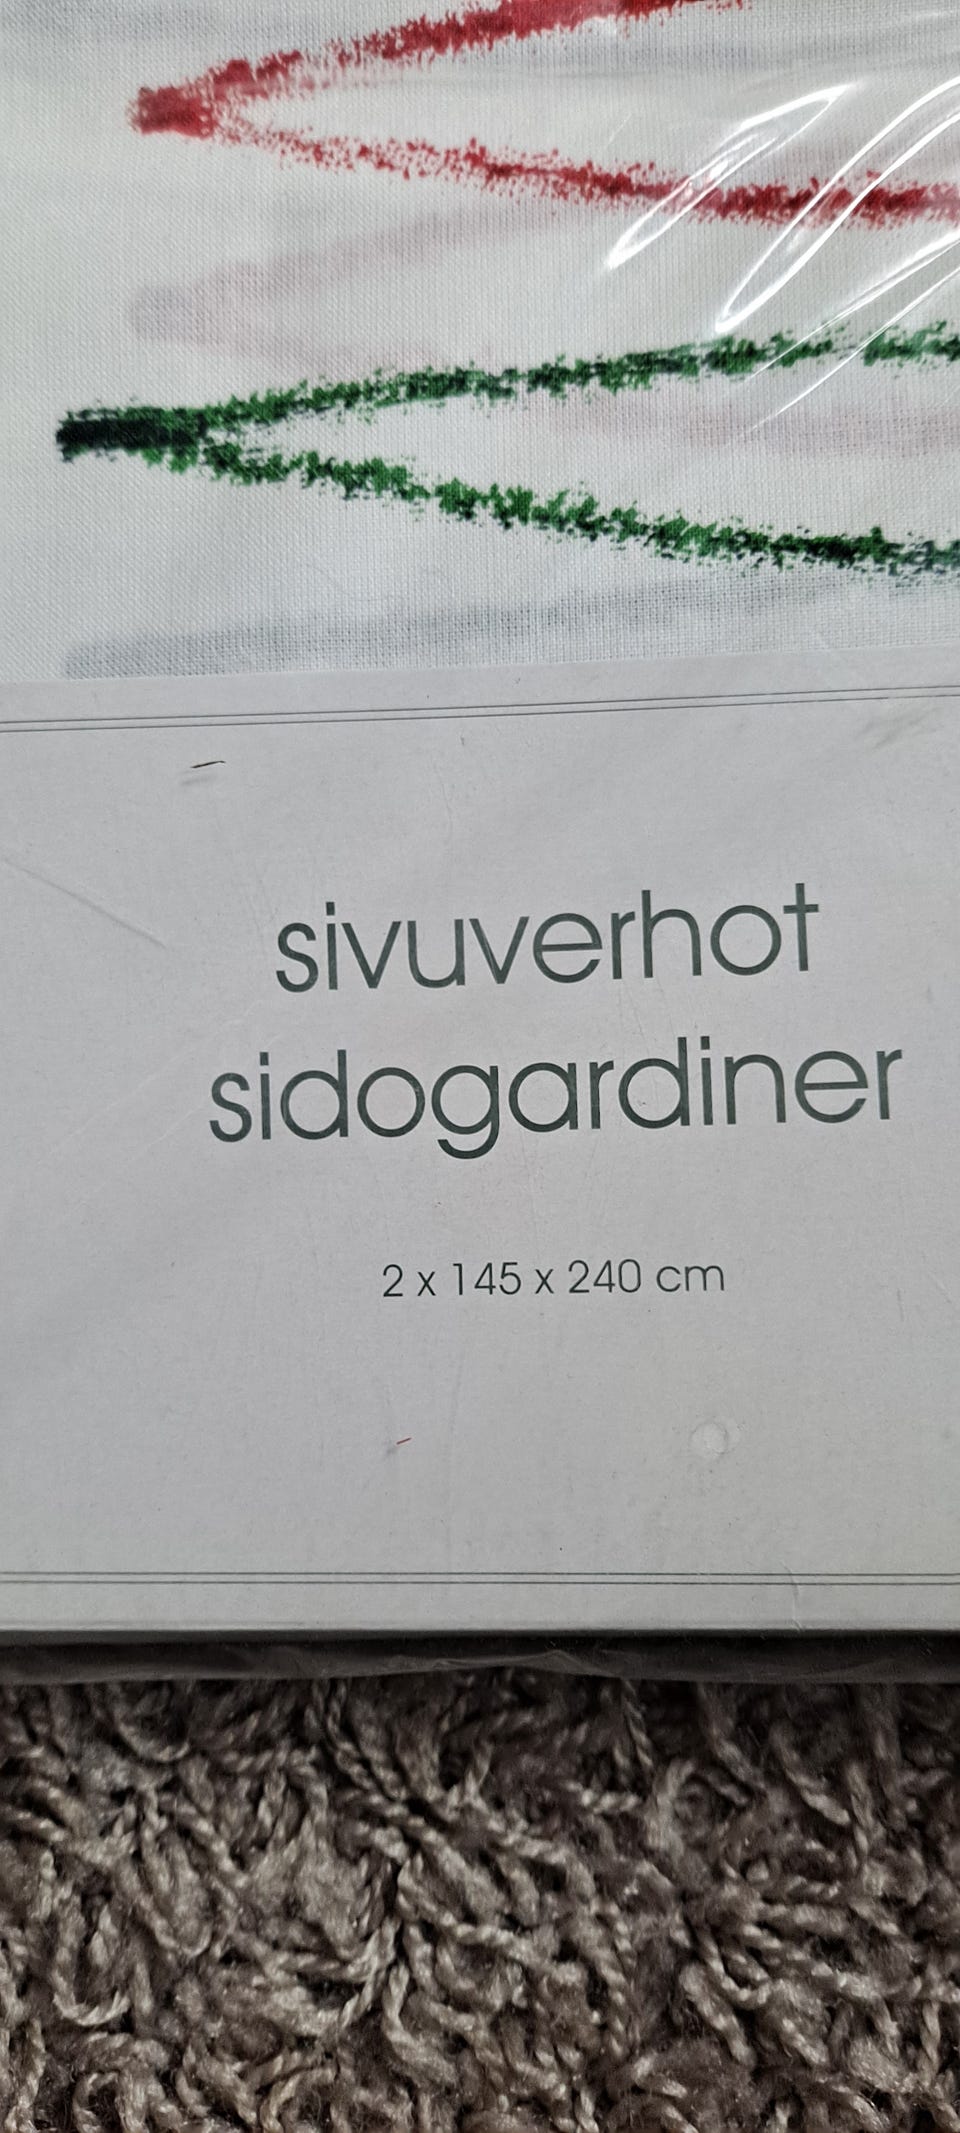 sivuverhot
sidogardiner
2 x 145 x 240 cm